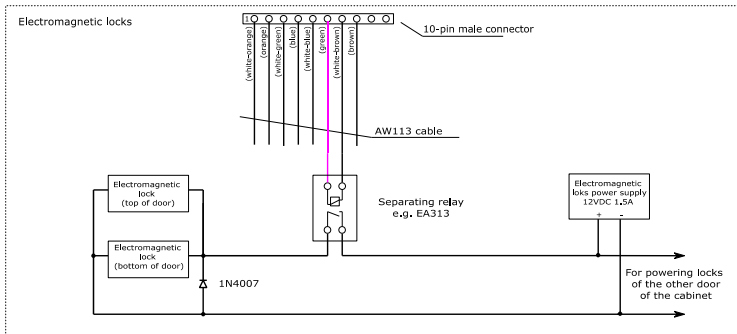 Electromagnetic locks
1
10-pin male connector
(white-orange)
(orange)
(white-green)
(blue)
(white-blue)
(green)
(white-brown)
(brown)
AW113 cable
Electromagnetic
lock
(top of door)
Separating relay
e.g. EA313
Electromagnetic
loks power supply
12VDC 1.5A
+ -
Electromagnetic
lock
(bottom of door)
1N4007
For powering locks
of the other door
of the cabinet